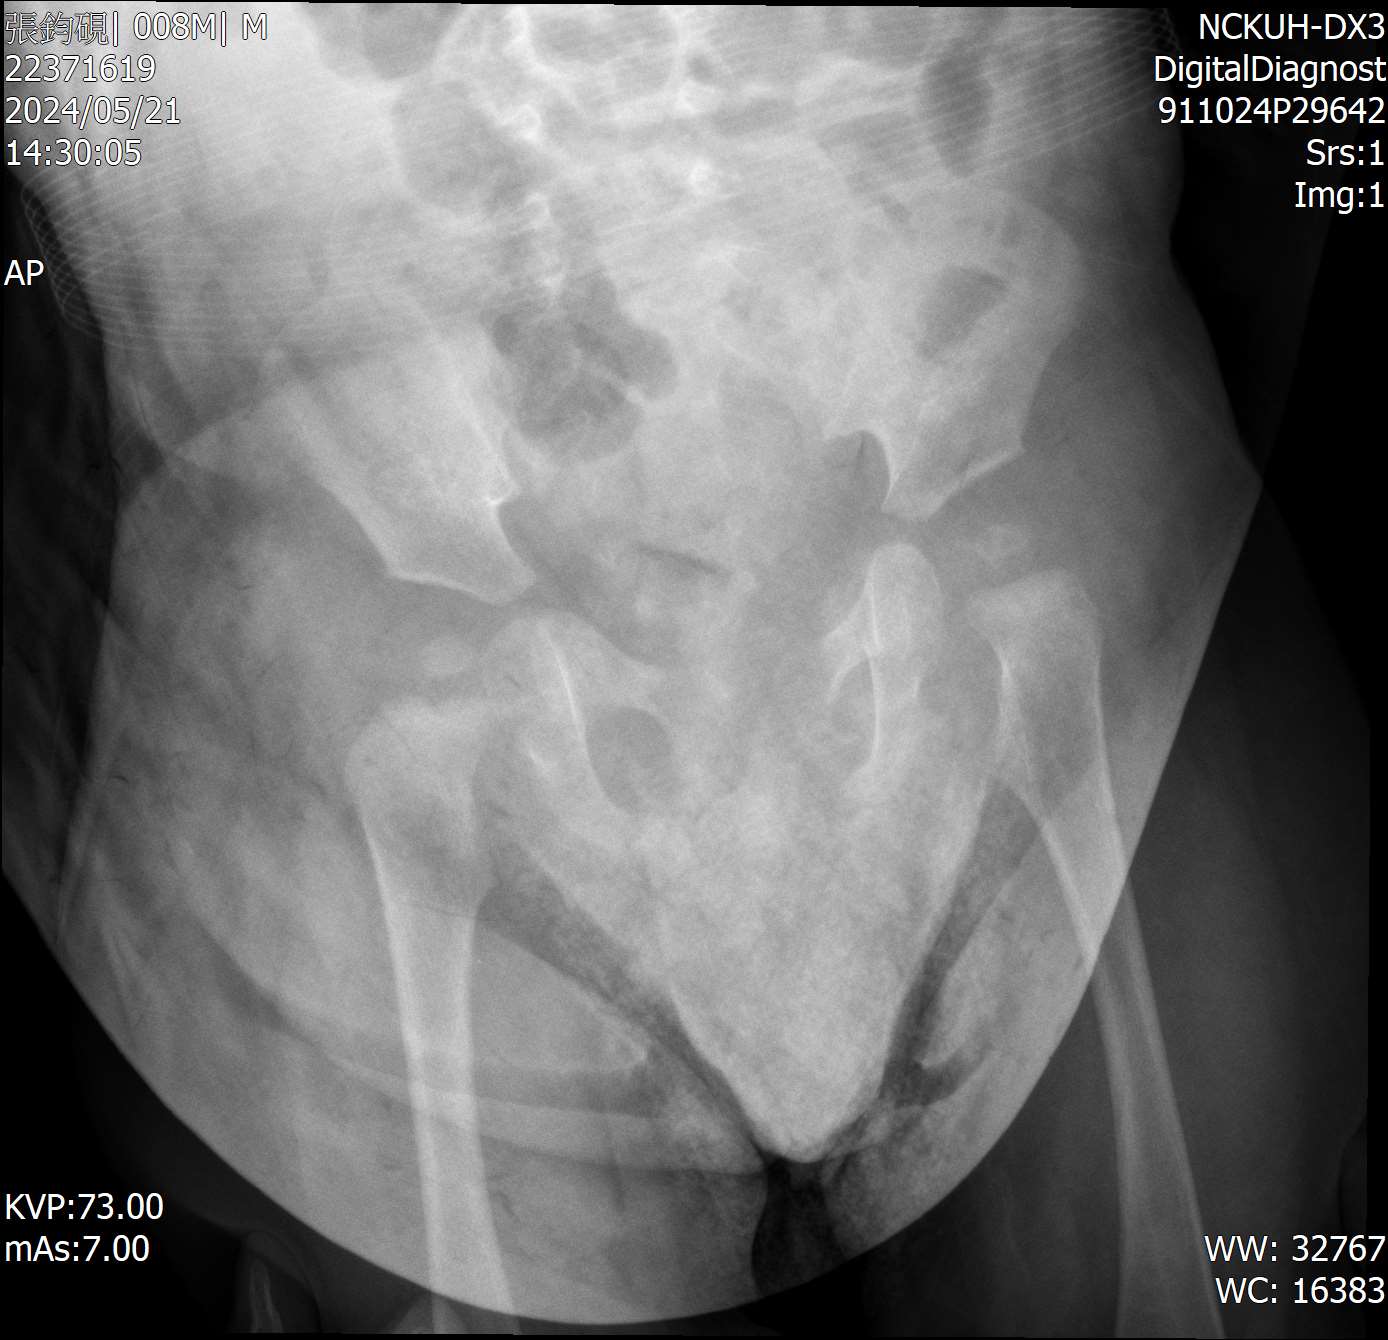 張鈞硯| 008M| M
22371619
2024/05/21
14:30:05
AP
NCKUH-DX3
DigitalDiagnost
911024P29642
Srs:1
Img:1
KVP:73.00
mAs:7.00
WW: 32767
WC: 16383